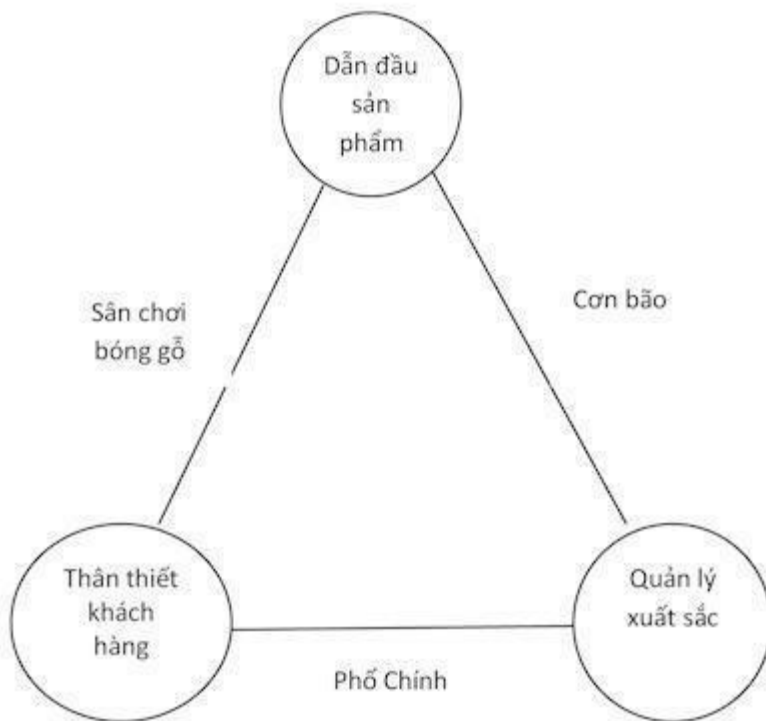 Dẫn đầu
sản
phẩm
Sân chơi
bóng gỗ
Cơn bão
Thân thiết
khách
hàng
Quản lý
xuất sắc
Phố Chính